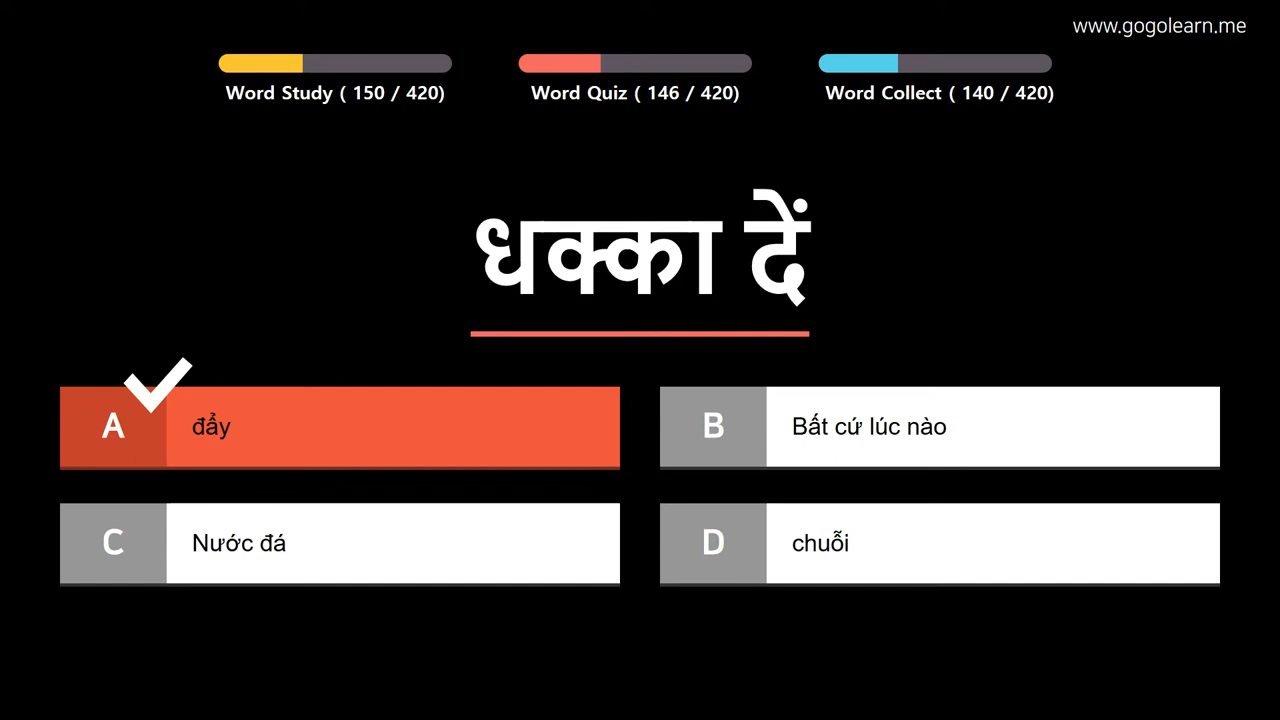 www.gogolearn.me
Word Study ( 150 / 420)
Word Quiz ( 146 / 420)
Word Collect ( 140 / 420)
धक्का दें
A
đẩy
B
Bất cứ lúc nào
C
Nước đá
D
chuỗi